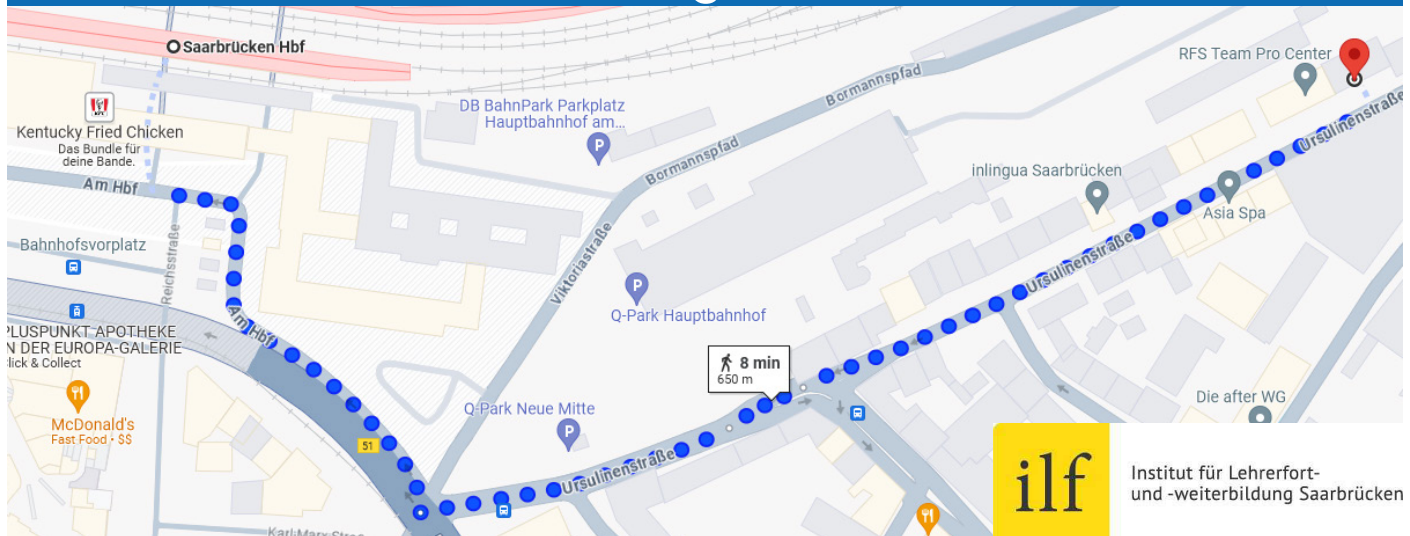 Saarbrücken Hbf
RFS Team Pro Center
Kentucky Fried Chicken
Das Bundle für
deine Bande.
DB BahnPark Parkplatz
Hauptbahnhof am...
P
Bormannspfad
Bormannspfad
Ursulinenstraße
inlingua Saarbrücken
Asia Spa
Am Hbf
Bahnhofsvorplatz
Reichsstraße
Viktoriastraße
P
Q-Park Hauptbahnhof
Ursulinenstraße
Am Hbf
PLUSPUNKT APOTHEKE
N DER EUROPA-GALERIE
lick & Collect
8 min
650 m
McDonald's
Fast Food · $$
51
Q-Park Neue Mitte
P
Ursulinenstraße
Die after WG
ilf
Institut für Lehrerfort-
und -weiterbildung Saarbrücken